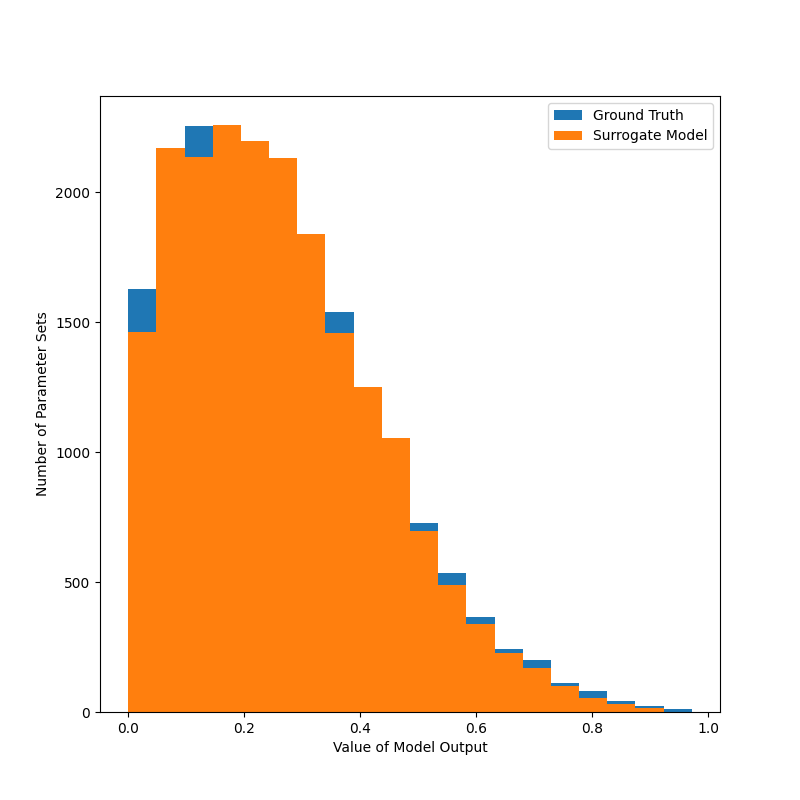 Ground Truth
Surrogate Model
2000
1500
1000
500
0
Number of Parameter Sets
0.0 0.2 0.4 0.6 0.8 1.0
Value of Model Output